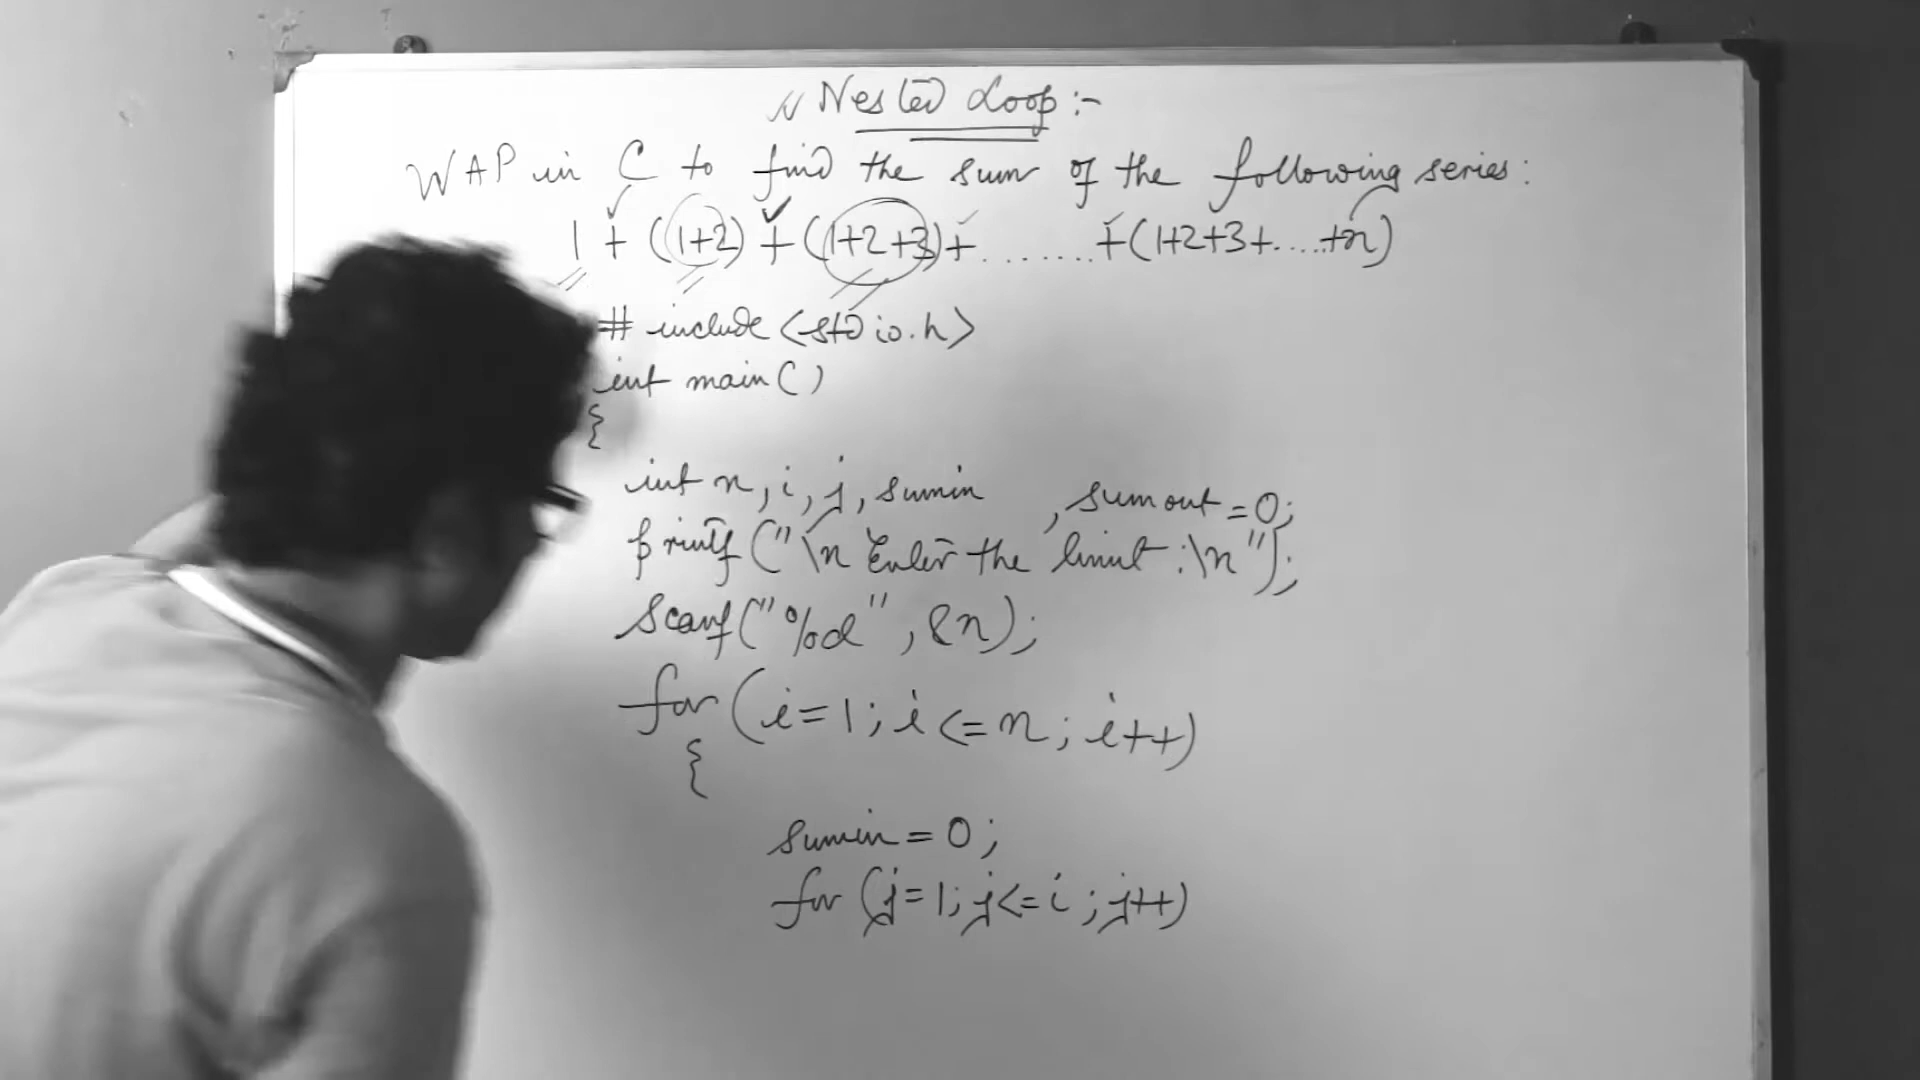 Nested Loop :-
WAP in C to find the sum of the following series :
1 + (1+2) + (1+2+3) + ........ + (1+2+3+....+n)
# include <stdio.h>
int main()
{
int n, i, j, sumin , sumout = 0;
printf ("\n Enter the limit :\n");
scanf("%d", &n);
for (i=1; i<=n; i++)
{
sumin = 0;
for (j=1; j<=i; j++)